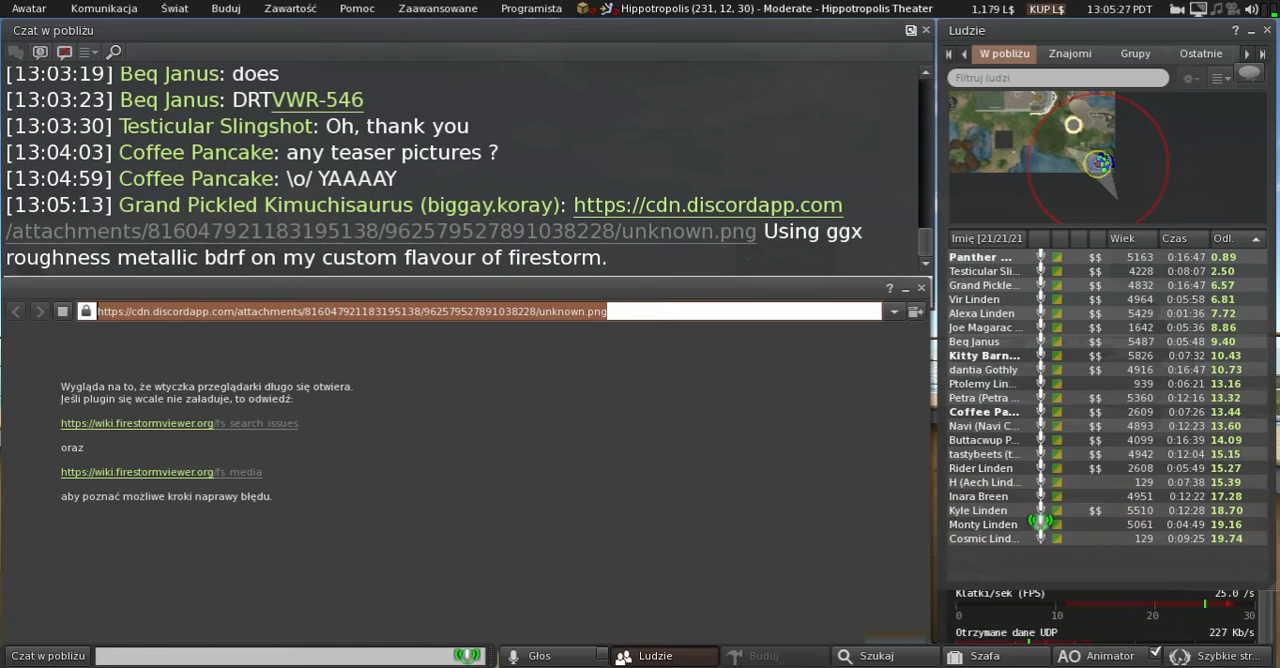 Awatar Komunikacja Świat Buduj Zawartość Pomoc Zaawansowane Programista Hippotropolis (231, 12, 30) - Moderate - Hippotropolis Theater 1,179 L$ KUP L$ 13:05:27 PDT
Czat w pobliżu
[13:03:19] Beq Janus: does
[13:03:23] Beq Janus: DRTVWR-546
[13:03:30] Testicular Slingshot: Oh, thank you
[13:04:03] Coffee Pancake: any teaser pictures ?
[13:04:59] Coffee Pancake: \o/ YAAAAY
[13:05:13] Grand Pickled Kimuchisaurus (biggay.koray): https://cdn.discordapp.com
/attachments/816047921183195138/962579527891038228/unknown.png Using ggx
roughness metallic bdrf on my custom flavour of firestorm.
https://cdn.discordapp.com/attachments/816047921183195138/962579527891038228/unknown.png
Wygląda na to, że wtyczka przeglądarki długo się otwiera.
Jeśli plugin się wcale nie załaduje, to odwiedź:
https://wiki.firestormviewer.org/fs_search_issues
oraz
https://wiki.firestormviewer.org/fs_media
aby poznać możliwe kroki naprawy błędu.
Ludzie
W pobliżu Znajomi Grupy Ostatnie
Filtruj ludzi
Imię [21/21/21 Wiek Czas Odl.
Panther ... 5163 0:16:47 0.89
Testicular Sli... $$ 4228 0:08:07 2.50
Grand Pickle... $$ 4832 0:16:47 6.57
Vir Linden $$ 4964 0:05:58 6.81
Alexa Linden $$ 5429 0:01:36 7.72
Joe Magarac ... $$ 1642 0:05:36 8.86
Beq Janus $$ 5487 0:05:48 9.40
Kitty Barn... $$ 5826 0:07:32 10.43
dantia Gothly $$ 4916 0:16:47 10.73
Ptolemy Lin... 939 0:06:21 13.16
Petra (Petra ... $$ 5360 0:12:16 13.32
Coffee Pa... $$ 2609 0:07:26 13.44
Navi (Navi C... $$ 4893 0:12:23 13.60
Buttacwup P... $$ 4099 0:16:39 14.09
tastybeets (t... $$ 4942 0:12:04 15.15
Rider Linden $$ 2608 0:05:49 15.27
H (Aech Lind... 129 0:07:38 15.39
Inara Breen 4951 0:12:22 17.28
Kyle Linden $$ 5510 0:12:28 18.70
Monty Linden 5061 0:04:49 19.16
Cosmic Lind... 129 0:09:25 19.74
Klatki/sek (FPS) 25.0 /s
0 10 20 30
Otrzymane dane UDP 227 Kb/s
Czat w pobliżu Głos Ludzie Buduj Szukaj Szafa AO Animator Szybkie str...